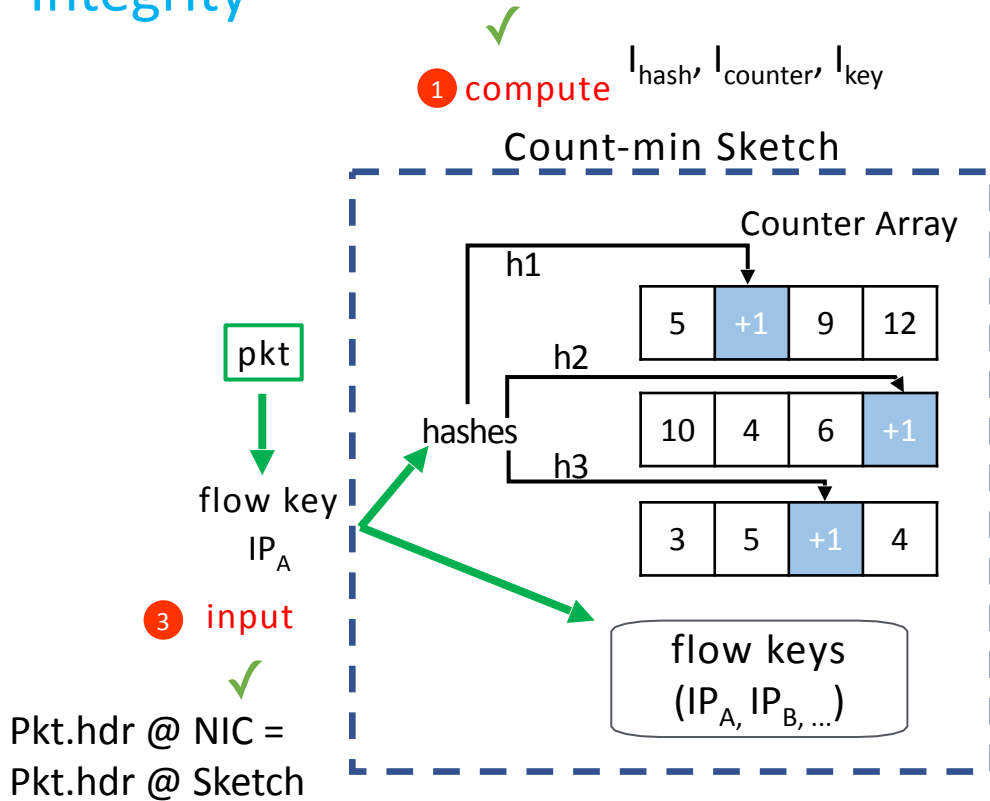 integrity
1 compute I_hash, I_counter, I_key
Count-min Sketch
Counter Array
h1
5 +1 9 12
pkt
h2
hashes
10 4 6 +1
h3
flow key
IP_A
3 5 +1 4
3 input
flow keys
(IP_A, IP_B, ...)
Pkt.hdr @ NIC =
Pkt.hdr @ Sketch